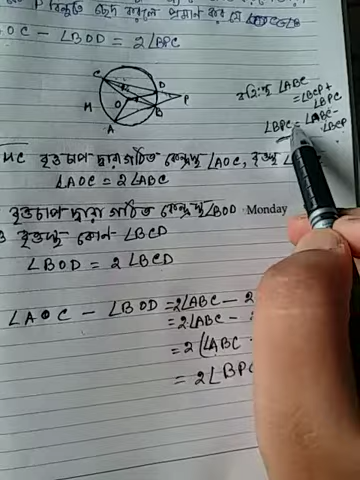 P বিন্দুতে ছেদ করলে প্রমাণ কর যে
∠AOC − ∠BOD = 2∠BPC
C
D
P
O
B
M
A
বহিঃস্থ ∠ABC
= ∠BCP +
∠BPC
∠BPC = ∠ABC −
∠BCP
MC বৃত্তচাপ দ্বারা গঠিত কেন্দ্রস্থ ∠AOC, বৃত্তস্থ
∠AOC = 2∠ABC
বৃত্তচাপ দ্বারা গঠিত কেন্দ্রস্থ ∠BOD
Monday
ও বৃত্তস্থ কোন ∠BCD
∠BOD = 2∠BCD
∠AOC − ∠BOD = 2∠ABC − 2
= 2∠ABC −
= 2(∠ABC
= 2∠BPC